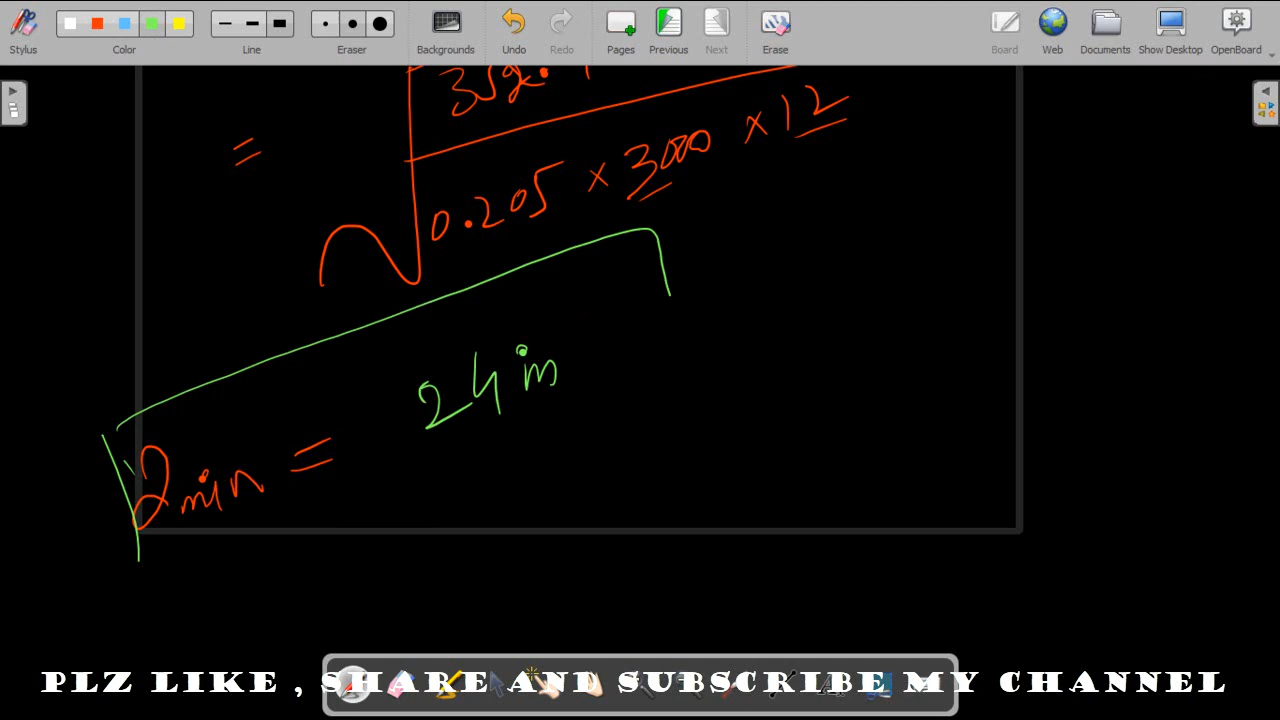 Stylus Color Line Eraser Backgrounds Undo Redo Pages Previous Next Erase Board Web Documents Show Desktop OpenBoard
=
0.205 × 3000 × 12
24 in
min =
PLZ LIKE , SHARE AND SUBSCRIBE MY CHANNEL